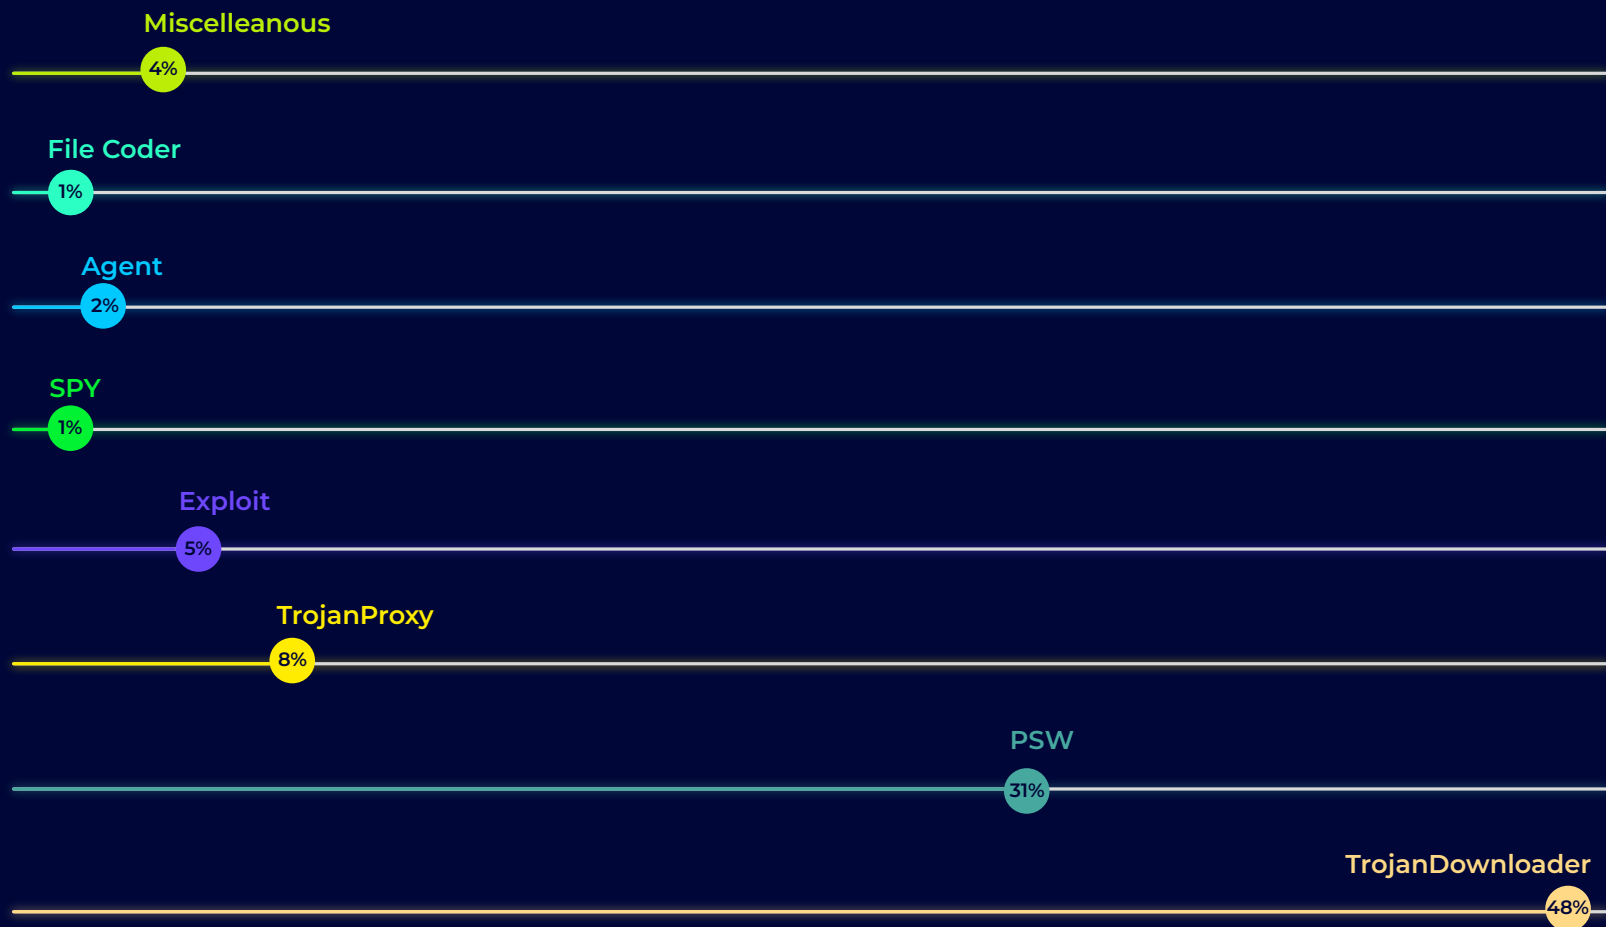 Miscelleanous
4%
File Coder
1%
Agent
2%
SPY
1%
Exploit
5%
TrojanProxy
8%
PSW
31%
TrojanDownloader
48%